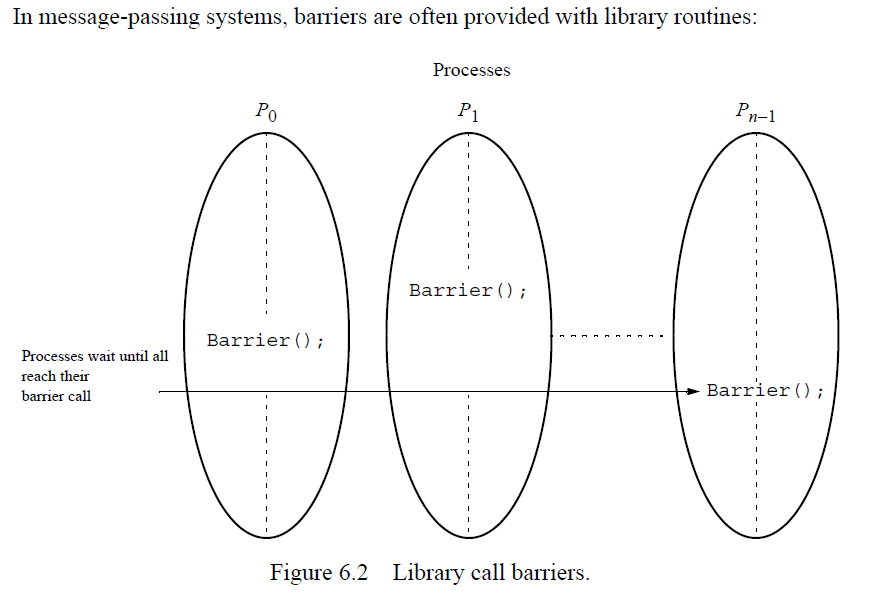 In message-passing systems, barriers are often provided with library routines:
Processes
P0 P1 Pn−1
Barrier();
Barrier();
Processes wait until all
reach their
barrier call
Barrier();
Figure 6.2 Library call barriers.